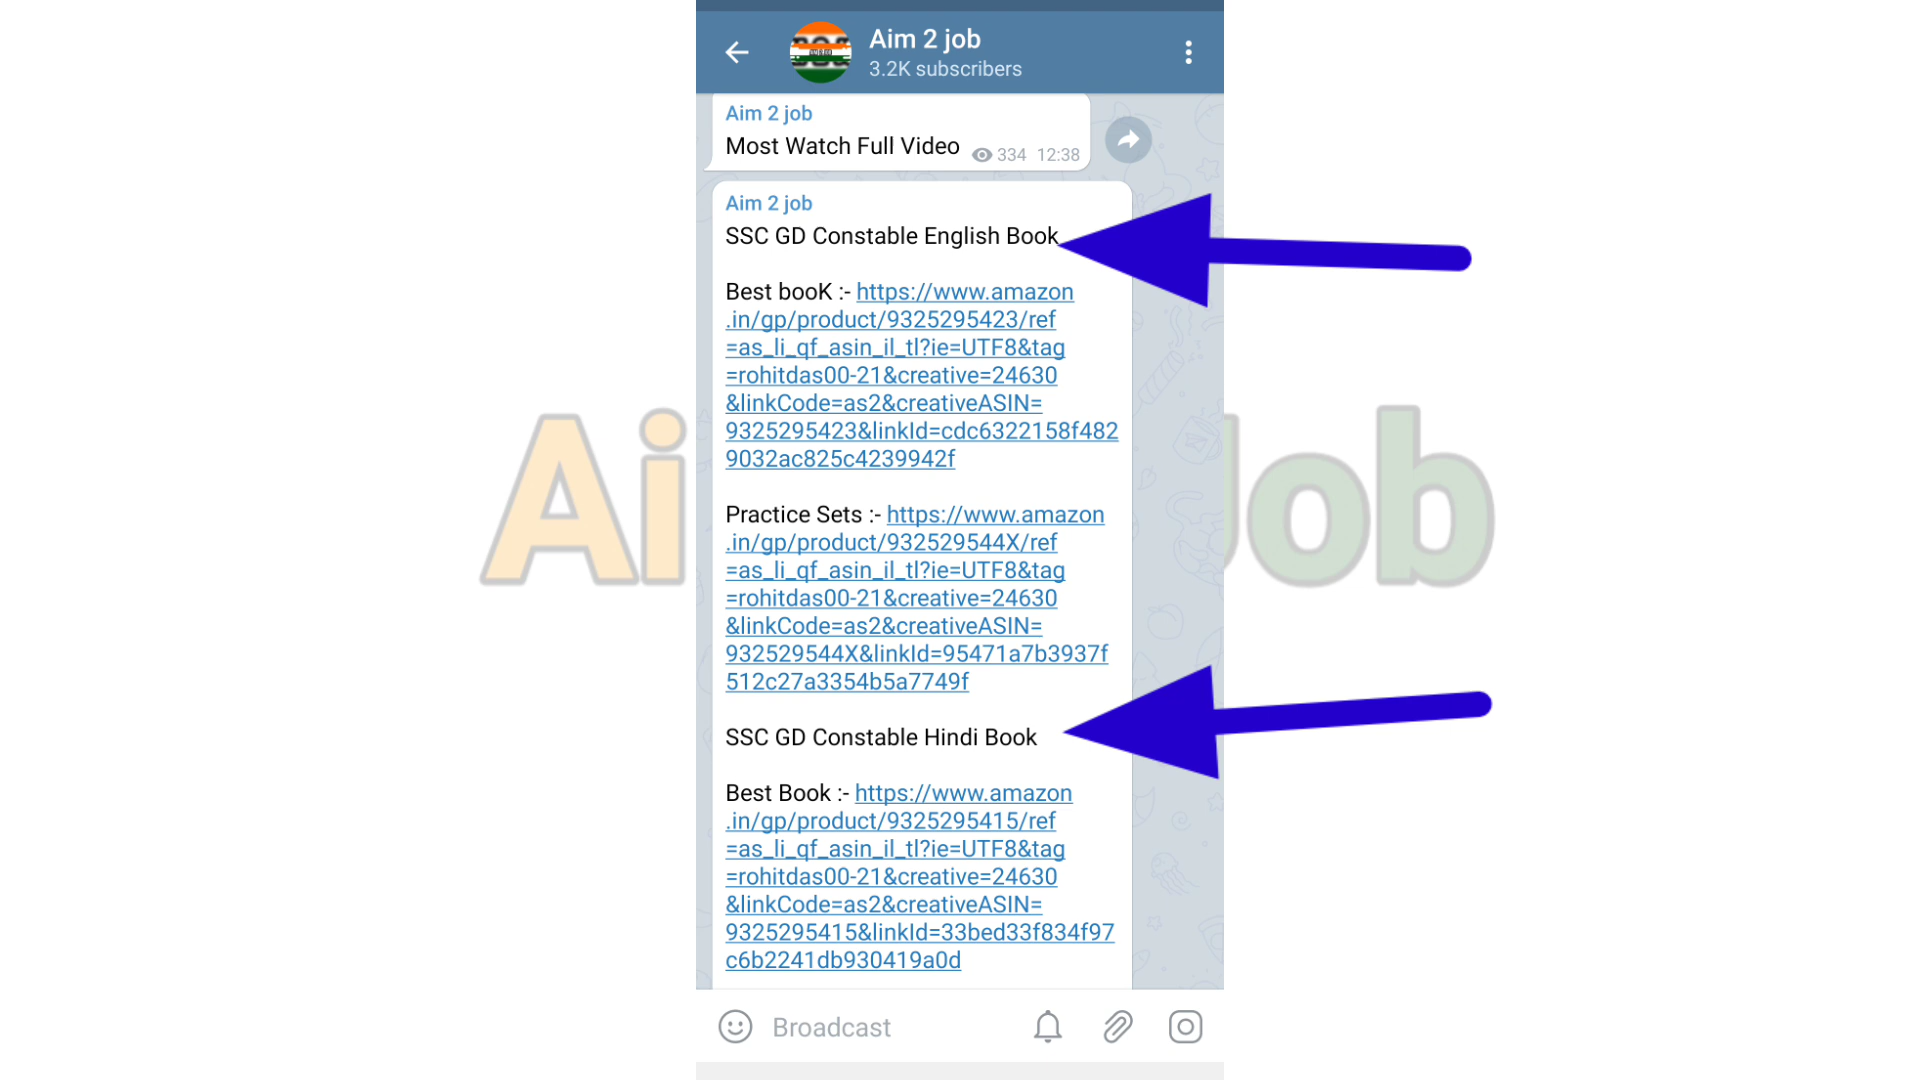 Aim 2 job
3.2K subscribers
Aim 2 job
Most Watch Full Video 334 12:38
Aim 2 job
SSC GD Constable English Book
Best booK :- https://www.amazon
.in/gp/product/9325295423/ref
=as_li_qf_asin_il_tl?ie=UTF8&tag
=rohitdas00-21&creative=24630
&linkCode=as2&creativeASIN=
9325295423&linkId=cdc6322158f482
9032ac825c4239942f
Practice Sets :- https://www.amazon
.in/gp/product/932529544X/ref
=as_li_qf_asin_il_tl?ie=UTF8&tag
=rohitdas00-21&creative=24630
&linkCode=as2&creativeASIN=
932529544X&linkId=95471a7b3937f
512c27a3354b5a7749f
SSC GD Constable Hindi Book
Best Book :- https://www.amazon
.in/gp/product/9325295415/ref
=as_li_qf_asin_il_tl?ie=UTF8&tag
=rohitdas00-21&creative=24630
&linkCode=as2&creativeASIN=
9325295415&linkId=33bed33f834f97
c6b2241db930419a0d
Broadcast
Ai Job